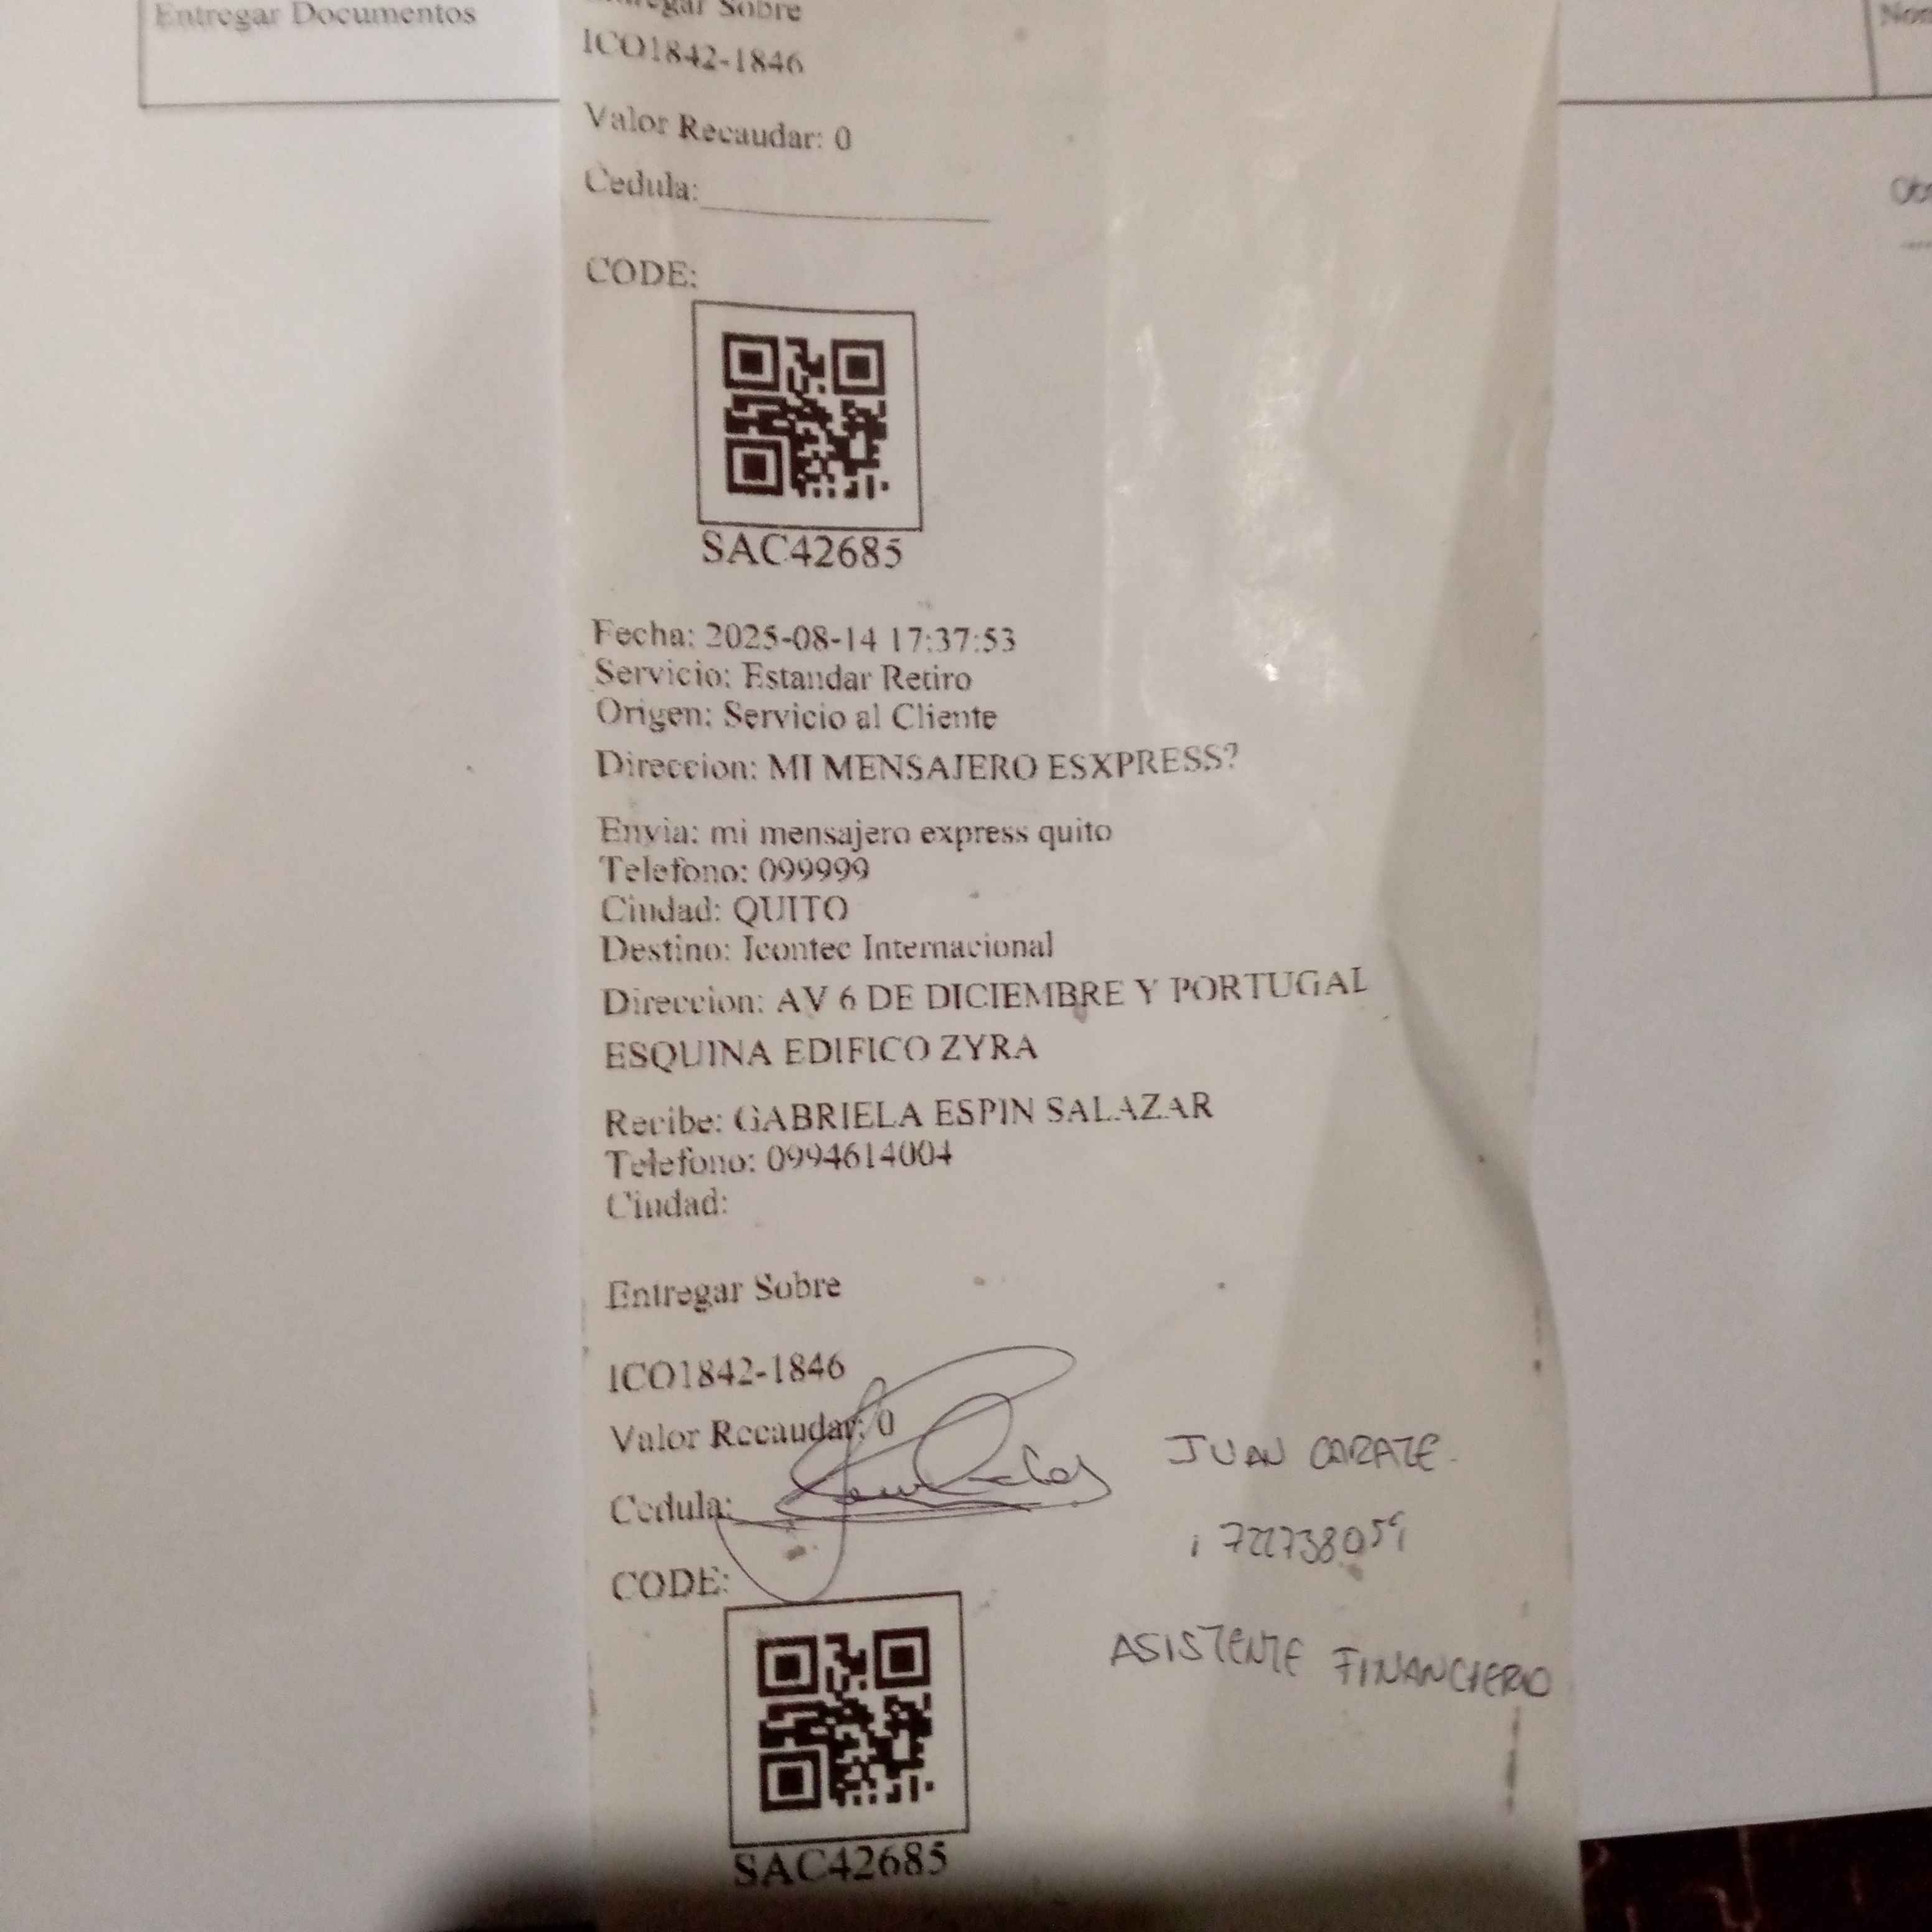 Entregar Documentos
Entregar Sobre
ICO1842-1846
Valor Recaudar: 0
Cedula:
CODE:
SAC42685
Fecha: 2025-08-14 17:37:53
Servicio: Estandar Retiro
Origen: Servicio al Cliente
Direccion: MI MENSAJERO ESXPRESS?
Envia: mi mensajero express quito
Telefono: 099999
Ciudad: QUITO
Destino: Icontec Internacional
Direccion: AV 6 DE DICIEMBRE Y PORTUGAL
ESQUINA EDIFICO ZYRA
Recibe: GABRIELA ESPIN SALAZAR
Telefono: 0994614004
Ciudad:
Entregar Sobre
ICO1842-1846
Valor Recaudar: 0
JUAN
Cedula:
CODE:
ASISTENTE FINANCIERO
SAC42685